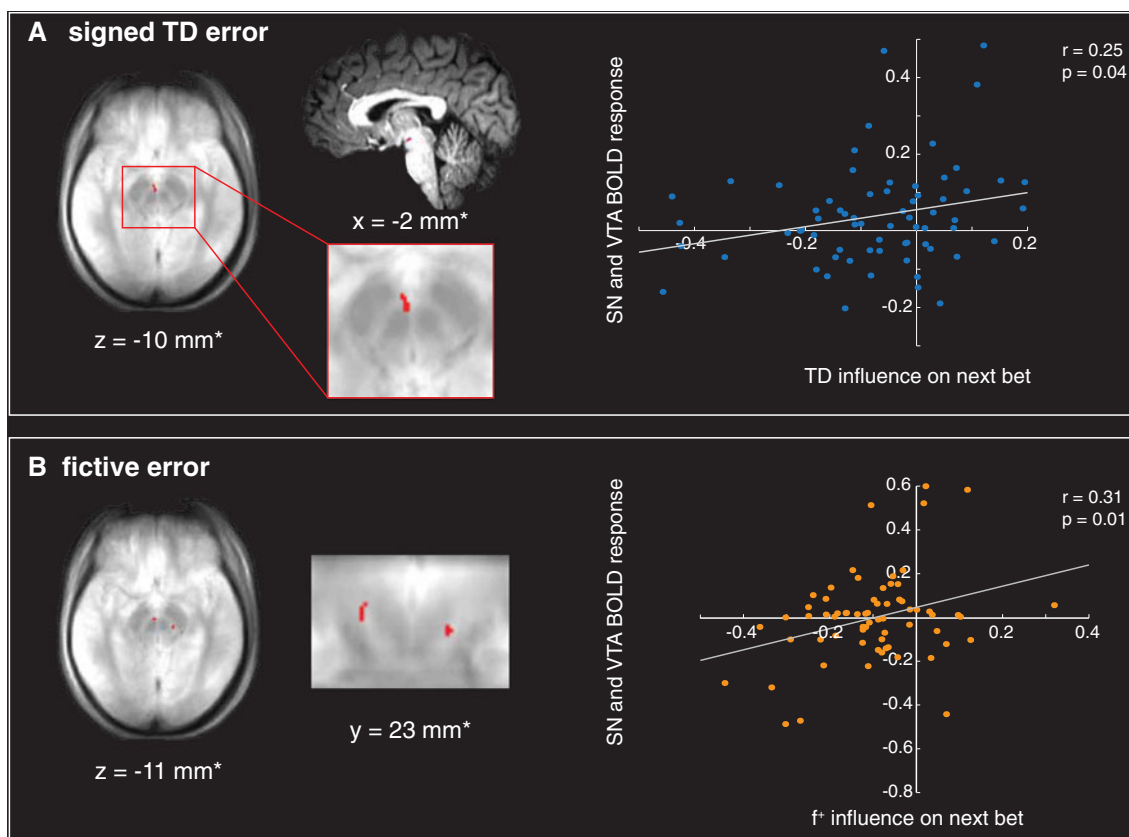 A signed TD error
x = -2 mm*
z = -10 mm*
SN and VTA BOLD response
r = 0.25
p = 0.04
0.4
0.2
-0.4
-0.2
0.2
-0.2
TD influence on next bet
B fictive error
z = -11 mm*
y = 23 mm*
SN and VTA BOLD response
r = 0.31
p = 0.01
0.6
0.4
0.2
-0.4
-0.2
0
0.2
0.4
-0.2
-0.4
-0.6
-0.8
f⁺ influence on next bet